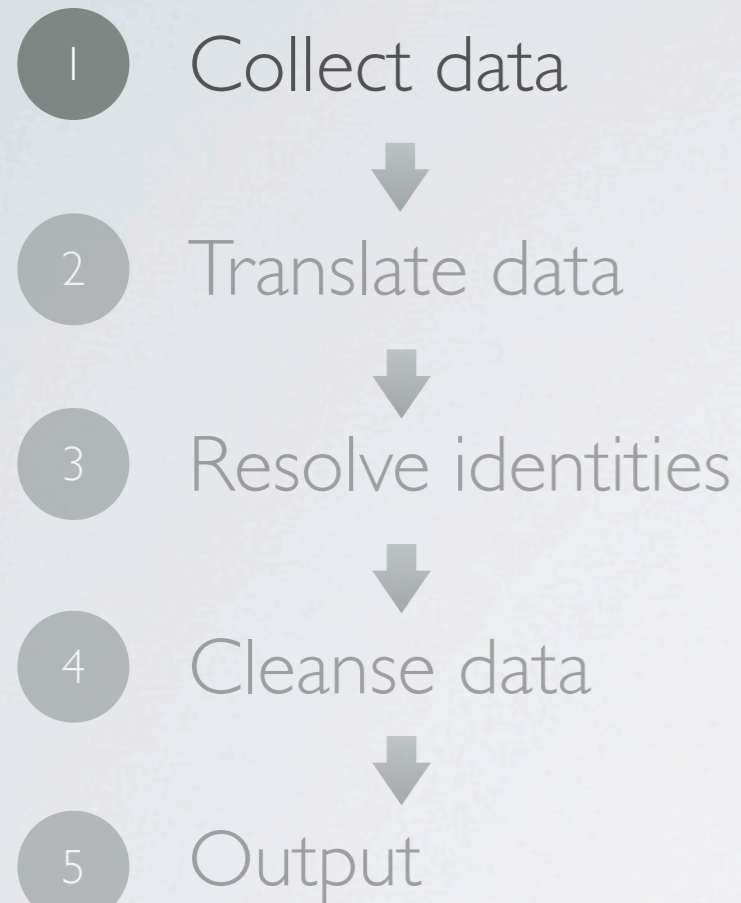 1 Collect data
2 Translate data
3 Resolve identities
4 Cleanse data
5 Output